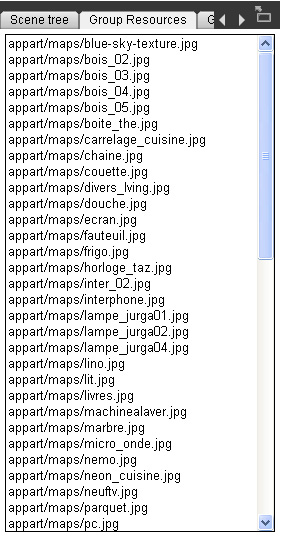 Scene tree Group Resources G
appart/maps/blue-sky-texture.jpg
appart/maps/bois_02.jpg
appart/maps/bois_03.jpg
appart/maps/bois_04.jpg
appart/maps/bois_05.jpg
appart/maps/boite_the.jpg
appart/maps/carrelage_cuisine.jpg
appart/maps/chaine.jpg
appart/maps/couette.jpg
appart/maps/divers_lving.jpg
appart/maps/douche.jpg
appart/maps/ecran.jpg
appart/maps/fauteuil.jpg
appart/maps/frigo.jpg
appart/maps/horloge_taz.jpg
appart/maps/inter_02.jpg
appart/maps/interphone.jpg
appart/maps/lampe_jurga01.jpg
appart/maps/lampe_jurga02.jpg
appart/maps/lampe_jurga04.jpg
appart/maps/lino.jpg
appart/maps/lit.jpg
appart/maps/livres.jpg
appart/maps/machinealaver.jpg
appart/maps/marbre.jpg
appart/maps/micro_onde.jpg
appart/maps/nemo.jpg
appart/maps/neon_cuisine.jpg
appart/maps/neuftv.jpg
appart/maps/parquet.jpg
appart/maps/pc.jpg